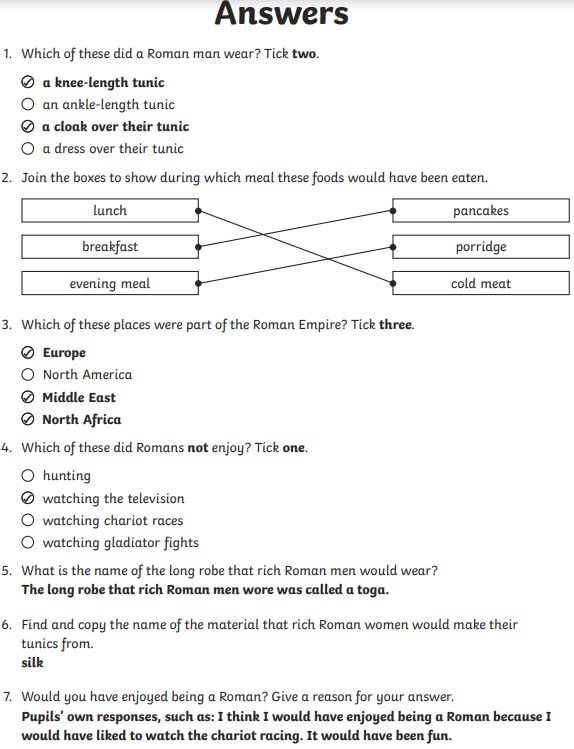 Answers
1. Which of these did a Roman man wear? Tick two.
a knee-length tunic
an ankle-length tunic
a cloak over their tunic
a dress over their tunic
2. Join the boxes to show during which meal these foods would have been eaten.
lunch
pancakes
breakfast
porridge
evening meal
cold meat
3. Which of these places were part of the Roman Empire? Tick three.
Europe
North America
Middle East
North Africa
4. Which of these did Romans not enjoy? Tick one.
hunting
watching the television
watching chariot races
watching gladiator fights
5. What is the name of the long robe that rich Roman men would wear?
The long robe that rich Roman men wore was called a toga.
6. Find and copy the name of the material that rich Roman women would make their
tunics from.
silk
7. Would you have enjoyed being a Roman? Give a reason for your answer.
Pupils' own responses, such as: I think I would have enjoyed being a Roman because I
would have liked to watch the chariot racing. It would have been fun.